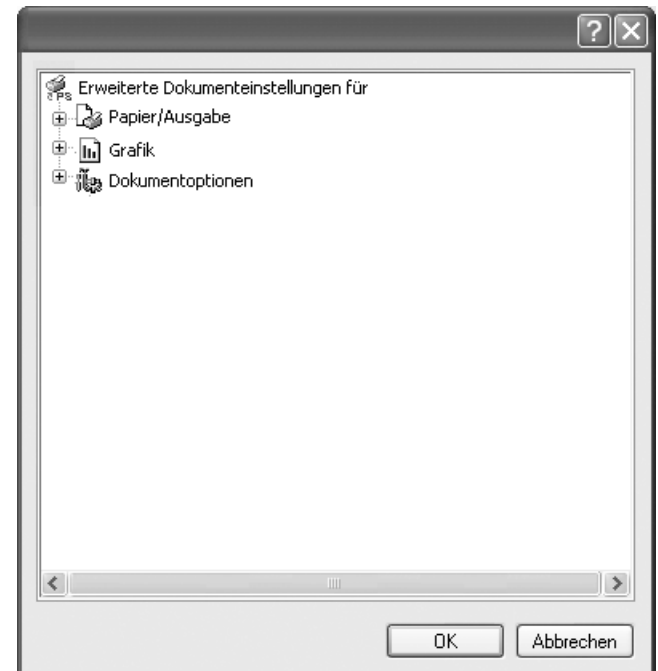 Erweiterte Dokumenteinstellungen für
Papier/Ausgabe
Grafik
Dokumentoptionen
OK
Abbrechen